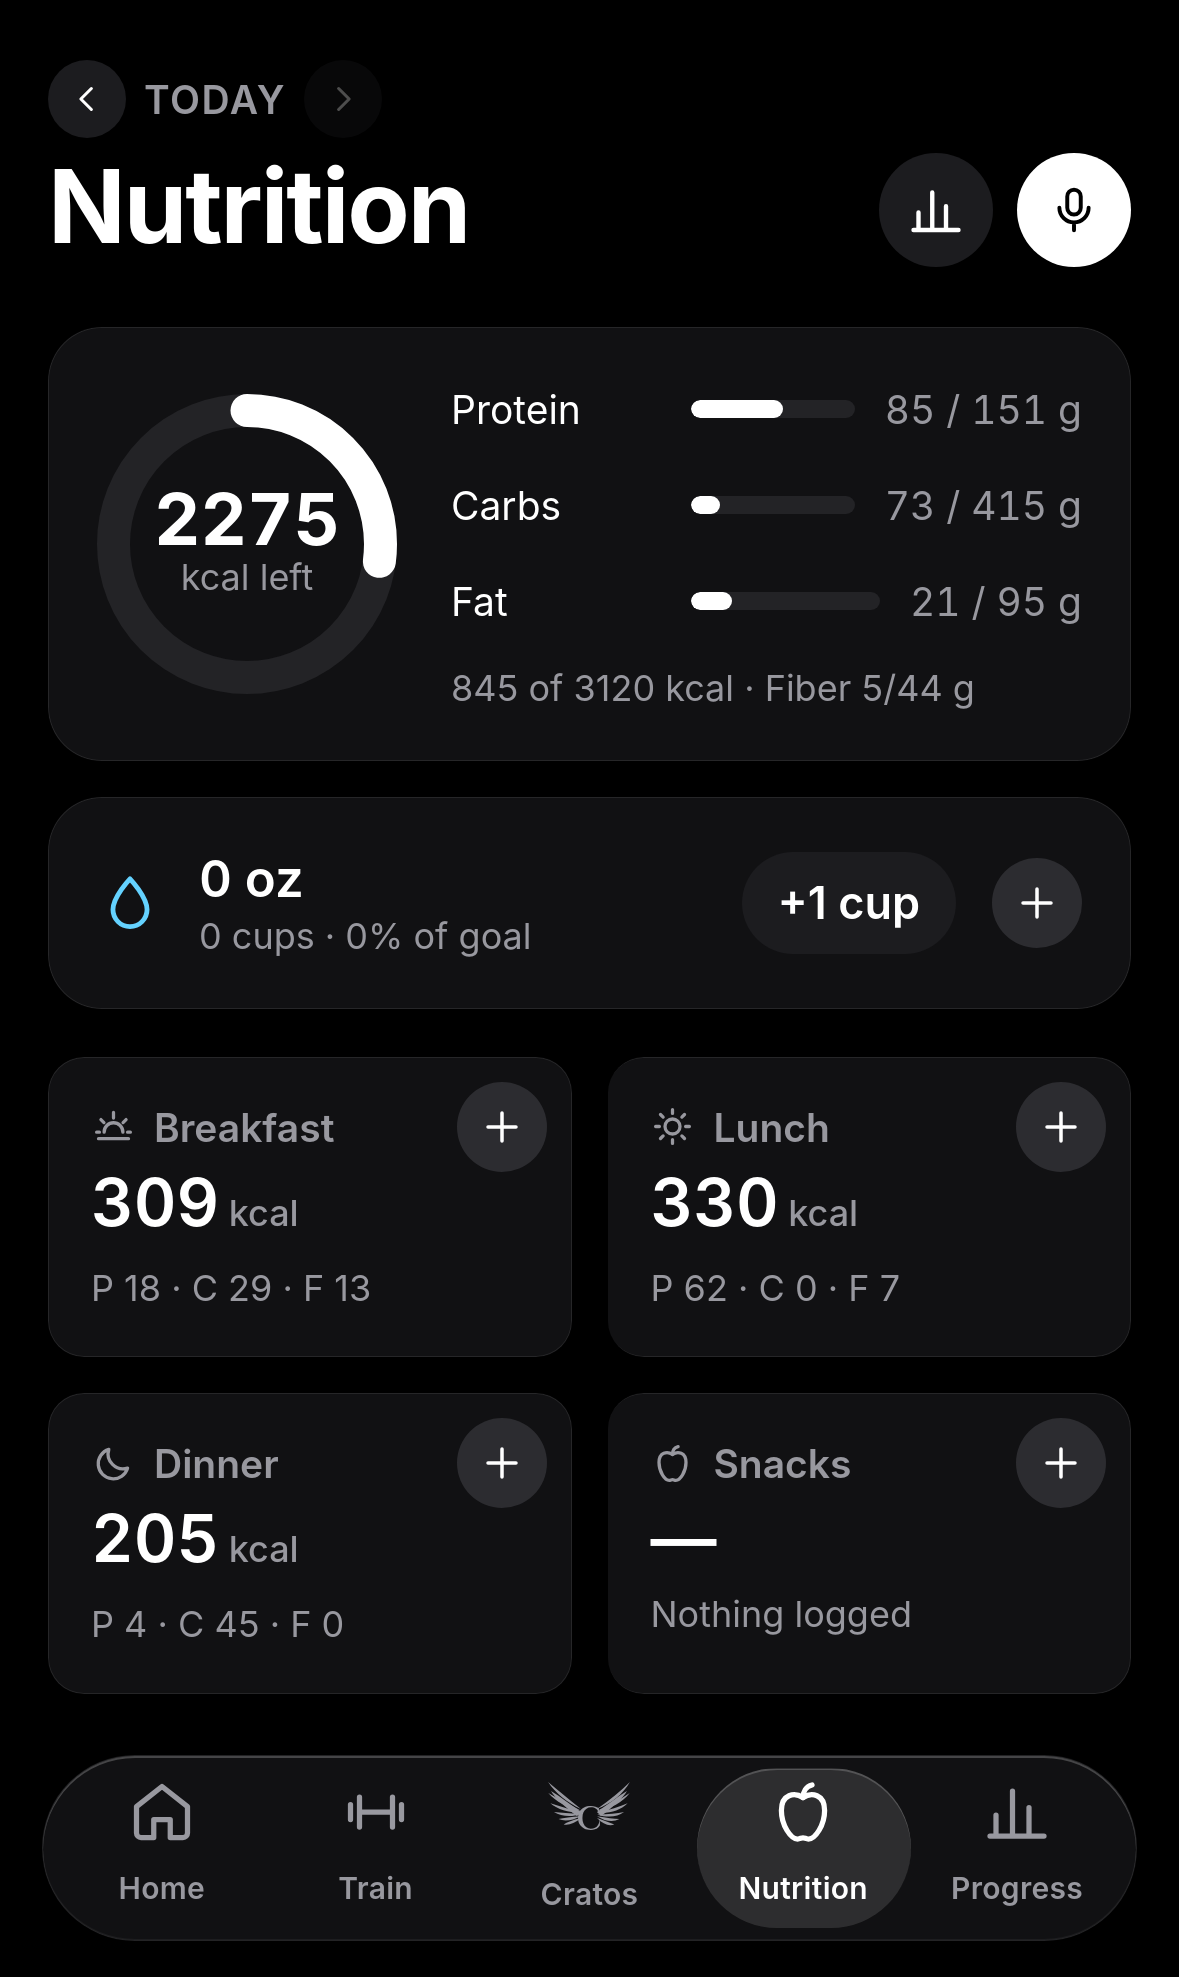 TODAY
Nutrition
2275
kcal left
Protein 85 / 151 g
Carbs 73 / 415 g
Fat 21 / 95 g
845 of 3120 kcal · Fiber 5/44 g
0 oz
0 cups · 0% of goal
+1 cup
Breakfast
309 kcal
P 18 · C 29 · F 13
Lunch
330 kcal
P 62 · C 0 · F 7
Dinner
205 kcal
P 4 · C 45 · F 0
Snacks
—
Nothing logged
C
Home Train Cratos Nutrition Progress